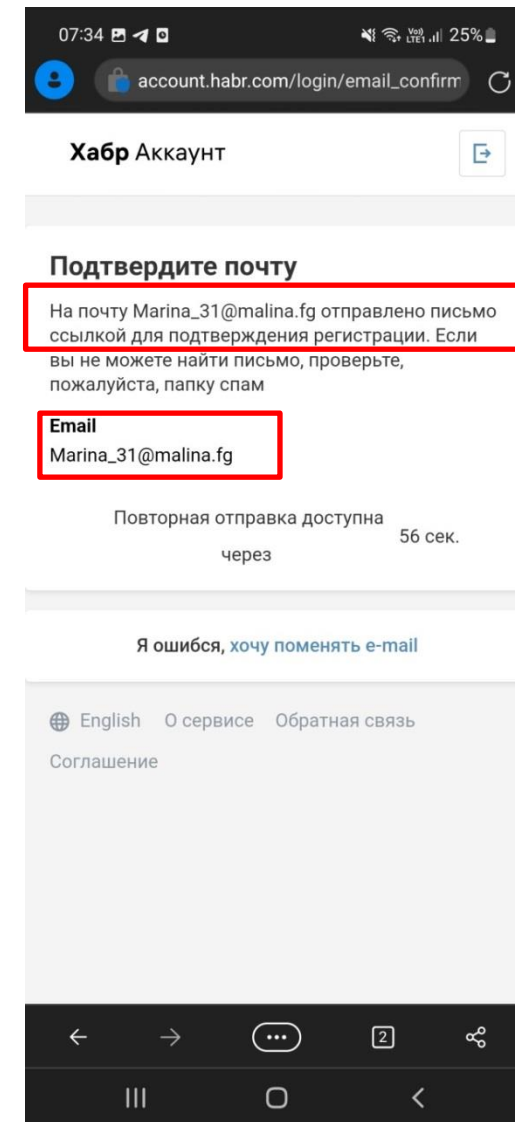 07:34 Vo)) LTE1 25%
account.habr.com/login/email_confirm
Хабр Аккаунт
Подтвердите почту
На почту Marina_31@malina.fg отправлено письмо
ссылкой для подтверждения регистрации. Если
вы не можете найти письмо, проверьте,
пожалуйста, папку спам
Email
Marina_31@malina.fg
Повторная отправка доступна
через
56 сек.
Я ошибся, хочу поменять e-mail
English О сервисе Обратная связь
Соглашение
2